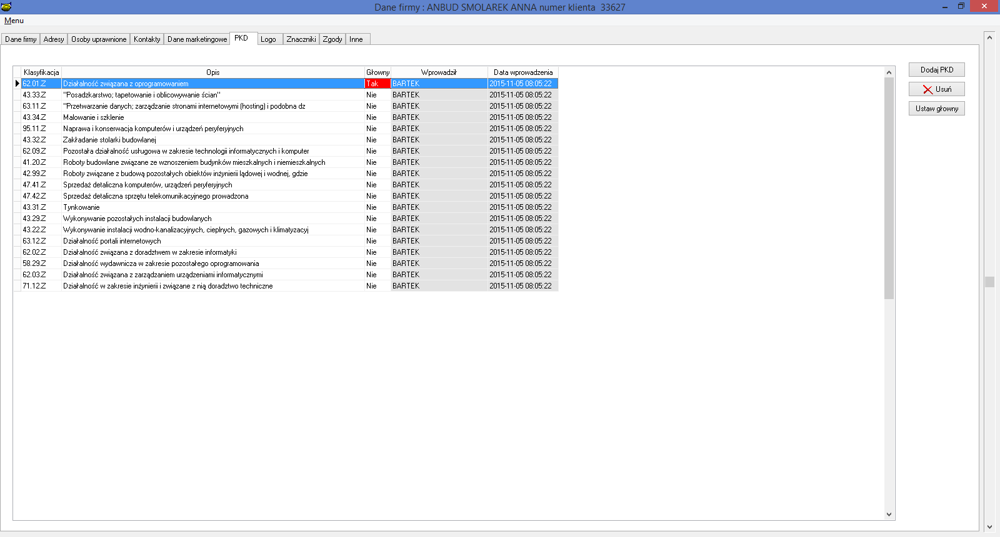 Dane firmy : ANBUD SMOLAREK ANNA numer klienta  33627
Menu
Dane firmy Adresy Osoby uprawnione Kontakty Dane marketingowe PKD Logo Znaczniki Zgody Inne
Klasyfikacja Opis Głowny Wprowadził Data wprowadzenia
62.01.Z Działalność związana z oprogramowaniem Tak BARTEK 2015-11-05 08:05:22
43.33.Z "Posadzkarstwo; tapetowanie i oblicowywanie ścian" Nie BARTEK 2015-11-05 08:05:22
63.11.Z "Przetwarzanie danych; zarządzanie stronami internetowymi (hosting) i podobna dz Nie BARTEK 2015-11-05 08:05:22
43.34.Z Malowanie i szklenie Nie BARTEK 2015-11-05 08:05:22
95.11.Z Naprawa i konserwacja komputerów i urządzeń peryferyjnych Nie BARTEK 2015-11-05 08:05:22
43.32.Z Zakładanie stolarki budowlanej Nie BARTEK 2015-11-05 08:05:22
62.09.Z Pozostała działalność usługowa w zakresie technologii informatycznych i komputer Nie BARTEK 2015-11-05 08:05:22
41.20.Z Roboty budowlane związane ze wznoszeniem budynków mieszkalnych i niemieszkalnych Nie BARTEK 2015-11-05 08:05:22
42.99.Z Roboty związane z budową pozostałych obiektów inżynierii lądowej i wodnej, gdzie Nie BARTEK 2015-11-05 08:05:22
47.41.Z Sprzedaż detaliczna komputerów, urządzeń peryferyjnych Nie BARTEK 2015-11-05 08:05:22
47.42.Z Sprzedaż detaliczna sprzętu telekomunikacyjnego prowadzona Nie BARTEK 2015-11-05 08:05:22
43.31.Z Tynkowanie Nie BARTEK 2015-11-05 08:05:22
43.29.Z Wykonywanie pozostałych instalacji budowlanych Nie BARTEK 2015-11-05 08:05:22
43.22.Z Wykonywanie instalacji wodno-kanalizacyjnych, cieplnych, gazowych i klimatyzacyj Nie BARTEK 2015-11-05 08:05:22
63.12.Z Działalność portali internetowych Nie BARTEK 2015-11-05 08:05:22
62.02.Z Działalność związana z doradztwem w zakresie informatyki Nie BARTEK 2015-11-05 08:05:22
58.29.Z Działalność wydawnicza w zakresie pozostałego oprogramowania Nie BARTEK 2015-11-05 08:05:22
62.03.Z Działalność związana z zarządzaniem urządzeniami informatycznymi Nie BARTEK 2015-11-05 08:05:22
71.12.Z Działalność w zakresie inżynierii i związane z nią doradztwo techniczne Nie BARTEK 2015-11-05 08:05:22
Dodaj PKD
Usuń
Ustaw głowny